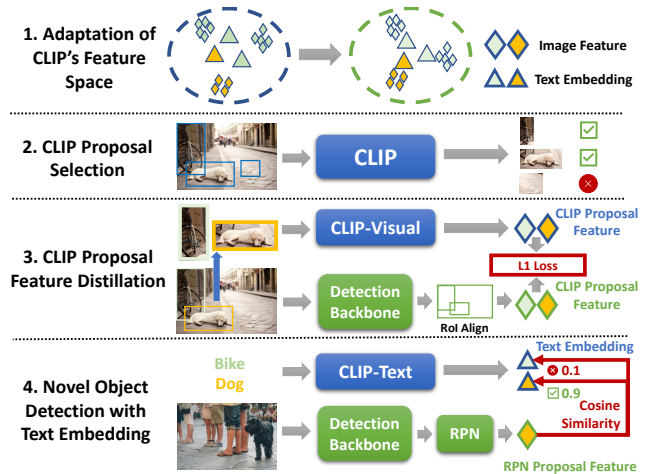 1. Adaptation of
CLIP's Feature
Space
Image Feature
Text Embedding
2. CLIP Proposal
Selection
CLIP
3. CLIP Proposal
Feature Distillation
CLIP-Visual
CLIP Proposal
Feature
L1 Loss
Detection
Backbone
RoI Align
CLIP Proposal
Feature
4. Novel Object
Detection with
Text Embedding
Bike
Dog
CLIP-Text
Text Embedding
0.1
0.9
Cosine
Similarity
Detection
Backbone
RPN
RPN Proposal Feature